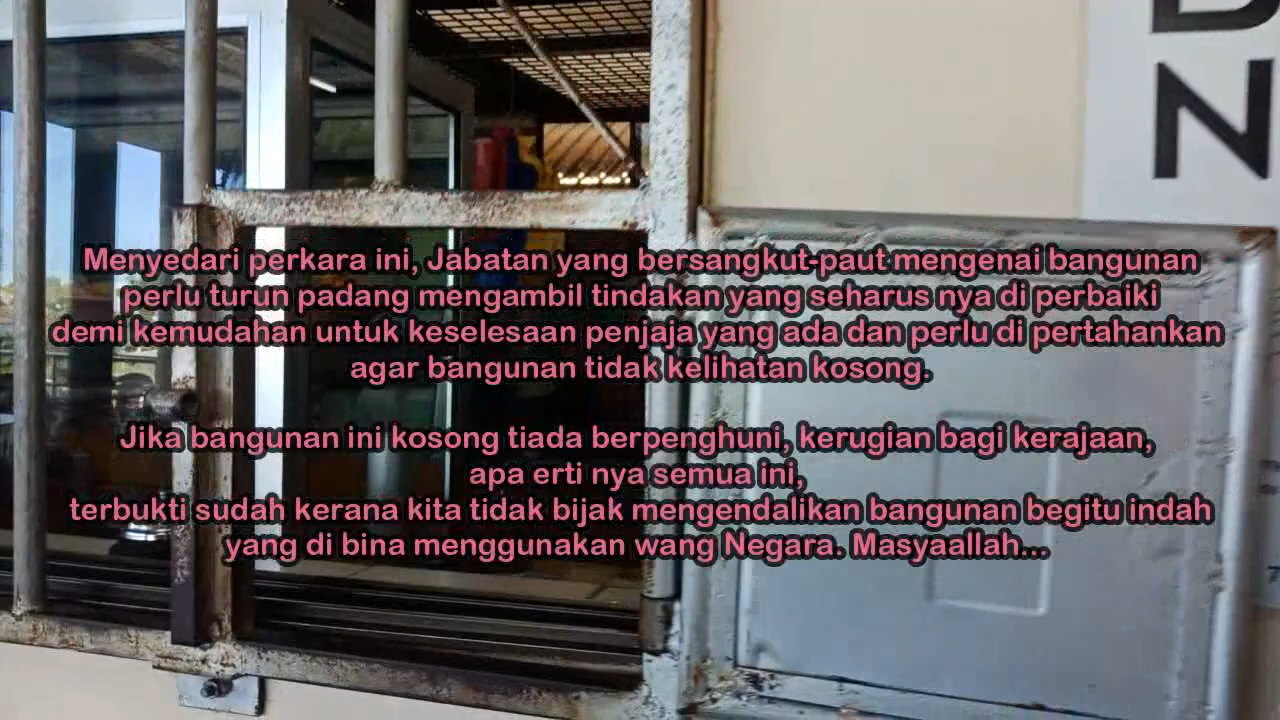 D
N
Menyedari perkara ini, Jabatan yang bersangkut-paut mengenai bangunan
perlu turun padang mengambil tindakan yang seharus nya di perbaiki
demi kemudahan untuk keselesaan penjaja yang ada dan perlu di pertahankan
agar bangunan tidak kelihatan kosong.
Jika bangunan ini kosong tiada berpenghuni, kerugian bagi kerajaan,
apa erti nya semua ini,
terbukti sudah kerana kita tidak bijak mengendalikan bangunan begitu indah
yang di bina menggunakan wang Negara. Masyaallah...